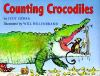 Counting Crocodiles
by JUDY SIERRA
Illustrated by WILL HILLENBRAND